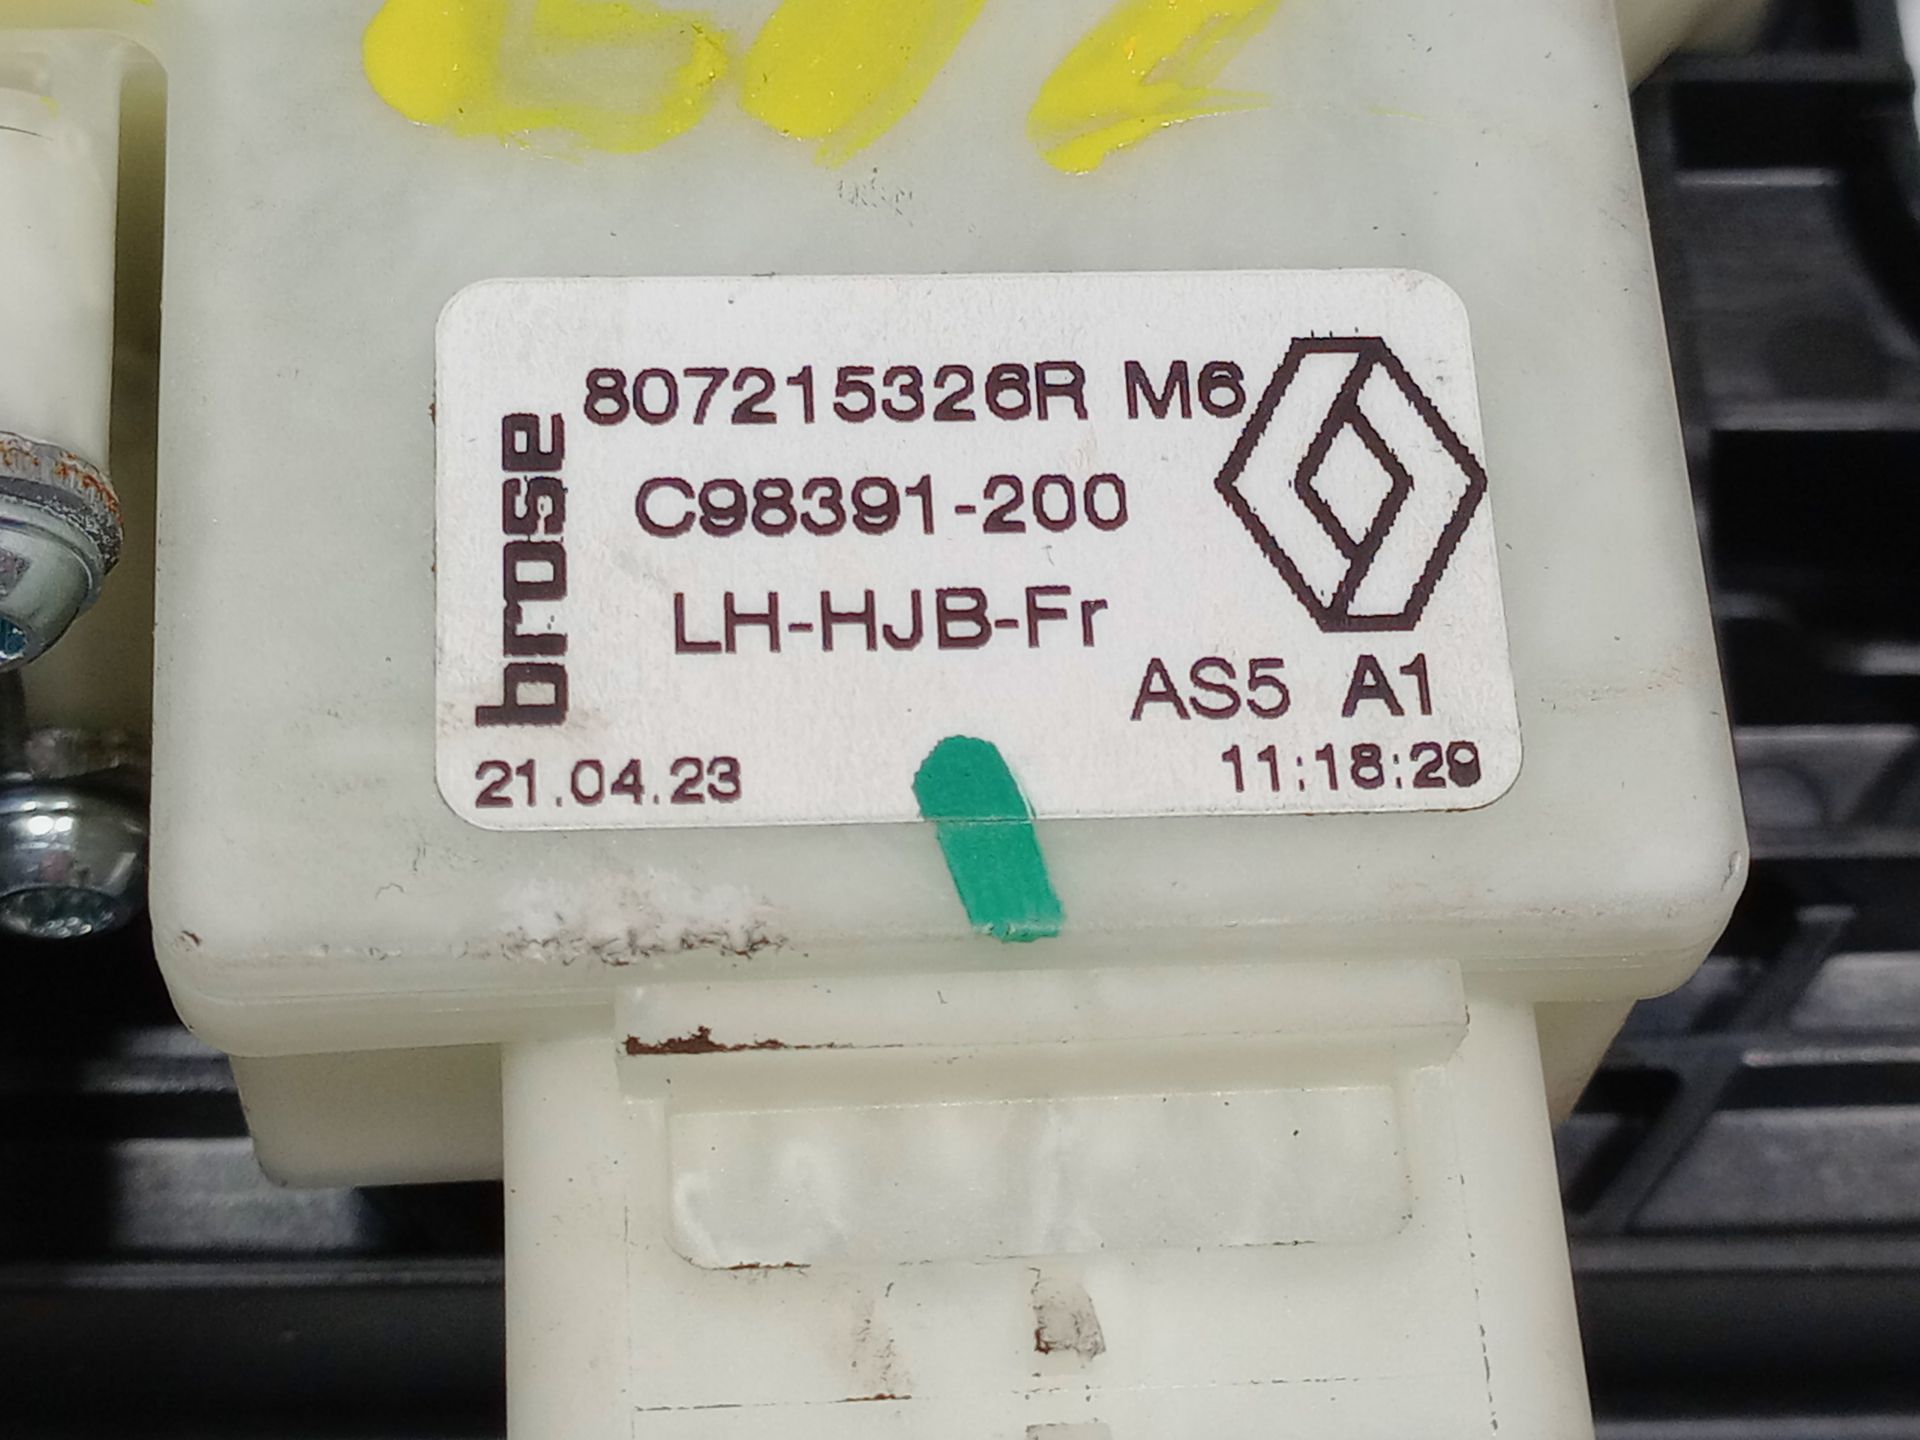 807215326R M6
brose
C98391-200
LH-HJB-Fr
AS5 A1
21.04.23
11:18:29